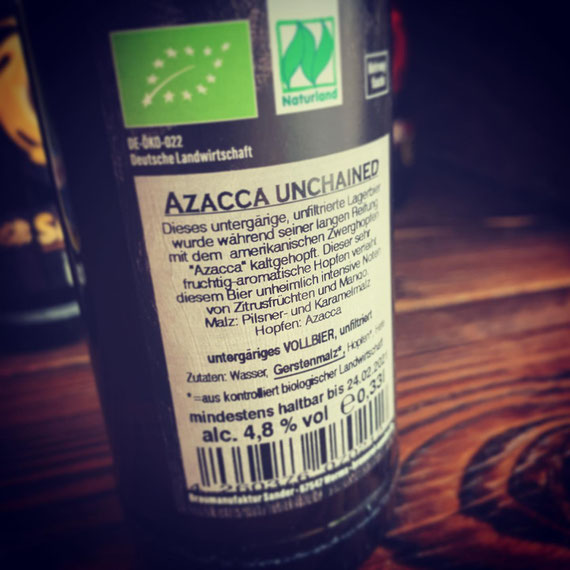 Naturland
DE-ÖKO-022
Deutsche Landwirtschaft
AZACCA UNCHAINED
Dieses untergärige, unfiltrierte Lagerbier
wurde während seiner langen Reifung
mit dem amerikanischen Zwerghopfen
"Azacca" kaltgehopft. Dieser sehr
fruchtig-aromatische Hopfen verleiht
diesem Bier unheimlich intensive Noten
von Zitrusfrüchten und Mango.
Malz: Pilsner- und Karamelmalz
Hopfen: Azacca
untergäriges VOLLBIER, unfiltriert
Zutaten: Wasser, Gerstenmalz*, Hopfen*,
*=aus kontrolliert biologischer Landwirtschaft
mindestens haltbar bis 24.02.
alc. 4,8 % vol ℮ 0,33l
Braumanufaktur Sander - 67547 Worms